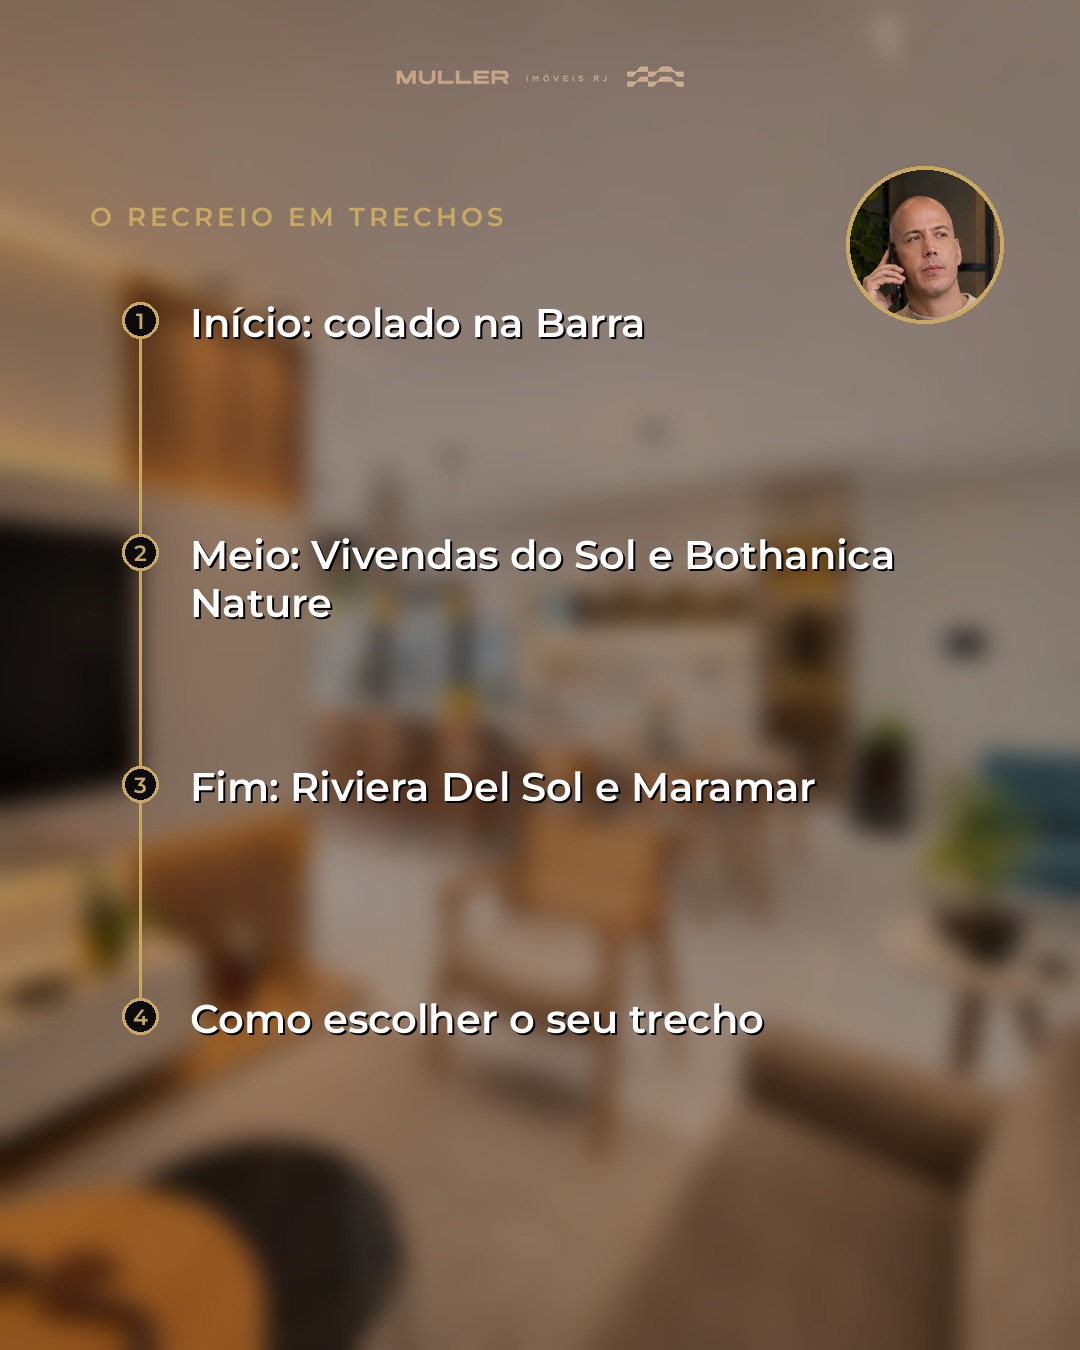 MULLER IMÓVEIS RJ
O RECREIO EM TRECHOS
1 Início: colado na Barra
2 Meio: Vivendas do Sol e Bothanica
Nature
3 Fim: Riviera Del Sol e Maramar
4 Como escolher o seu trecho